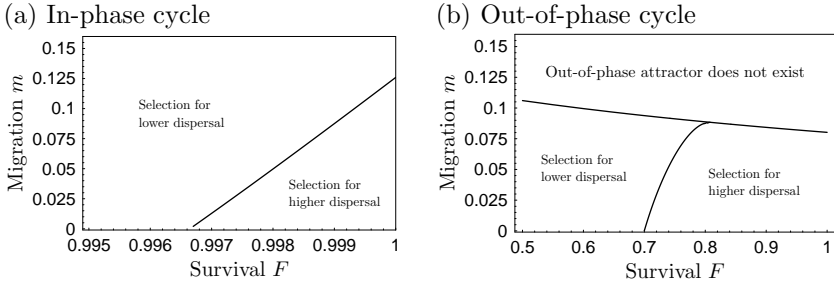 (a) In-phase cycle
Migration m
0.15
0.125
0.1
0.075
0.05
0.025
0
Selection for
lower dispersal
Selection for
higher dispersal
0.995 0.996 0.997 0.998 0.999 1
Survival F
(b) Out-of-phase cycle
Migration m
0.15
0.125
0.1
0.075
0.05
0.025
0
Out-of-phase attractor does not exist
Selection for
lower dispersal
Selection for
higher dispersal
0.5 0.6 0.7 0.8 0.9 1
Survival F